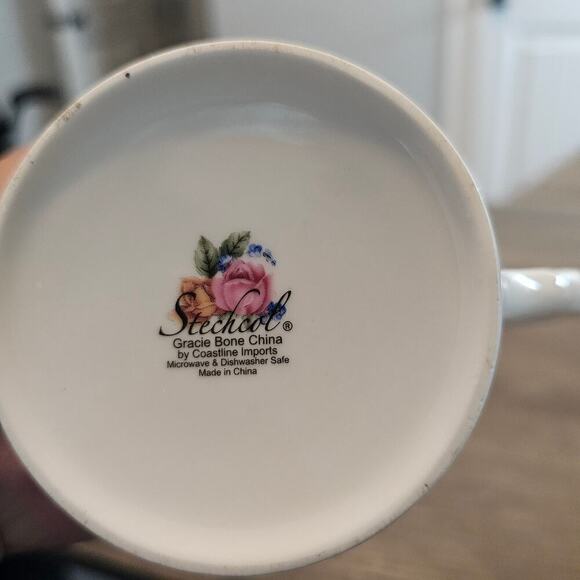 Stechcol®
Gracie Bone China
by Coastline Imports
Microwave & Dishwasher Safe
Made in China